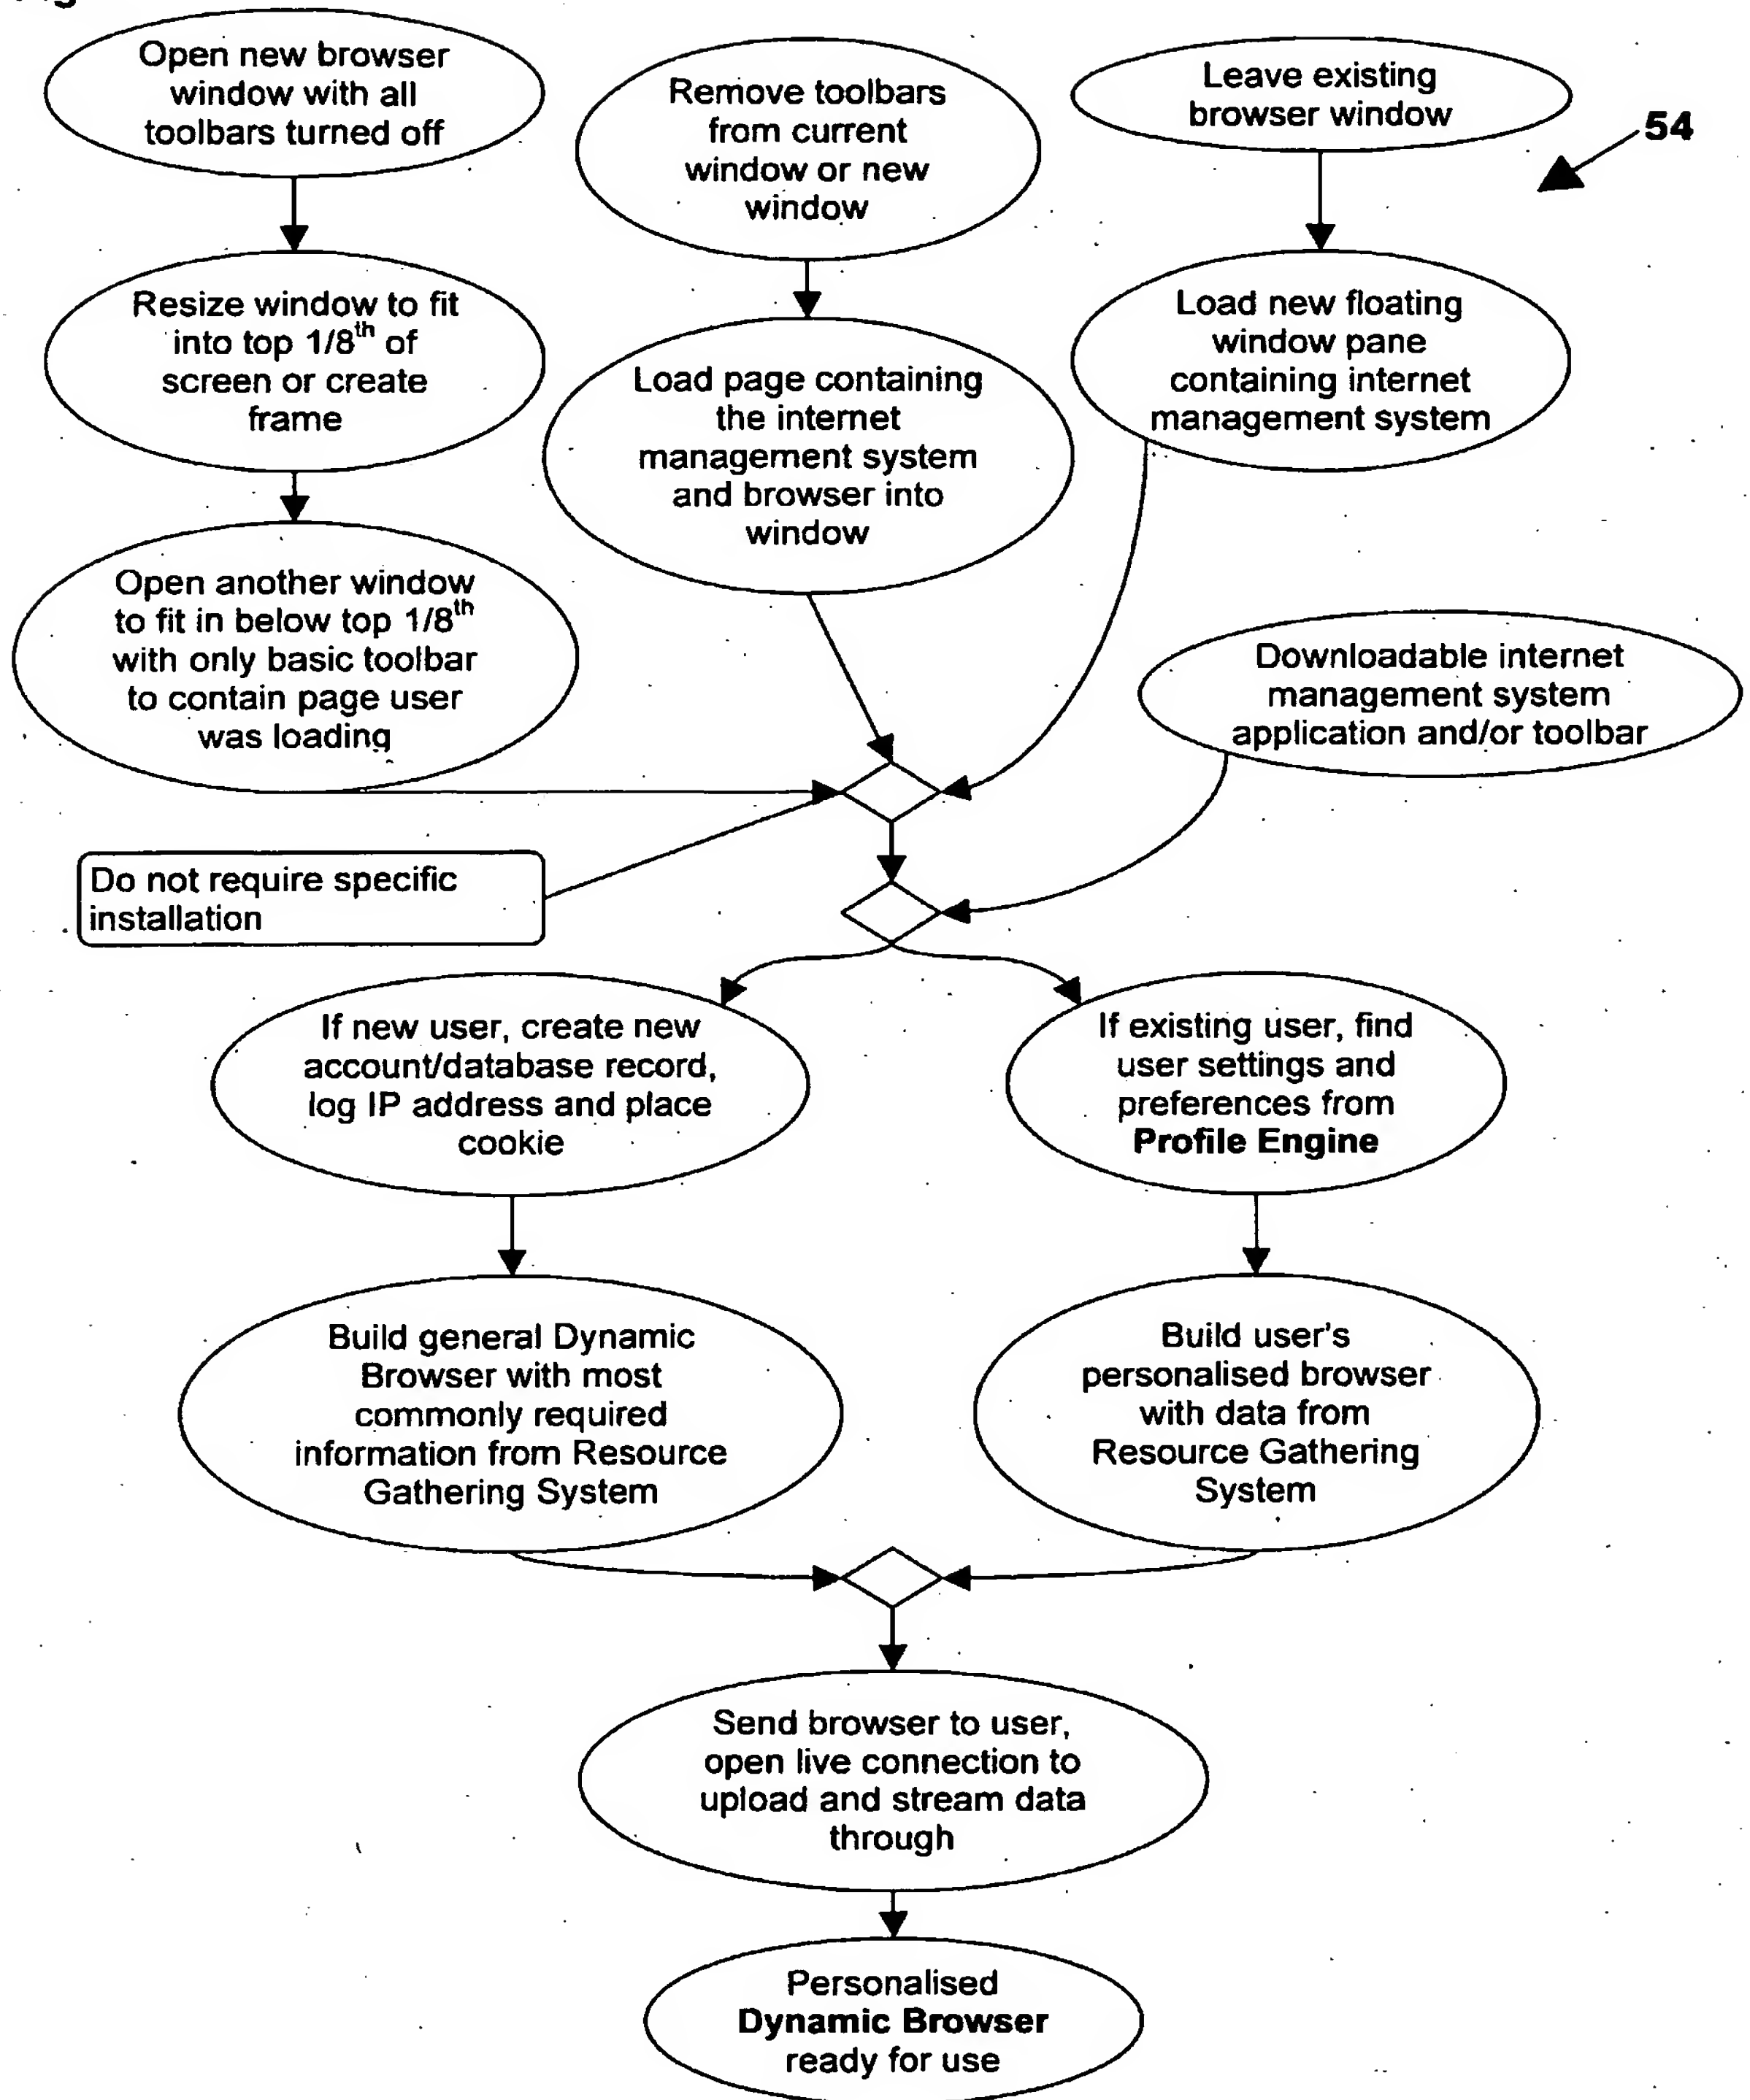 Open new browser
window with all
toolbars turned off
Remove toolbars
from current
window or new
window
Leave existing
browser window
54
Resize window to fit
into top 1/8th of
screen or create
frame
Load page containing
the internet
management system
and browser into
window
Load new floating
window pane
containing internet
management system
Open another window
to fit in below top 1/8th
with only basic toolbar
to contain page user
was loading
Downloadable internet
management system
application and/or toolbar
Do not require specific
installation
If new user, create new
account/database record,
log IP address and place
cookie
If existing user, find
user settings and
preferences from
Profile Engine
Build general Dynamic
Browser with most
commonly required
information from Resource
Gathering System
Build user's
personalised browser
with data from
Resource Gathering
System
Send browser to user,
open live connection to
upload and stream data
through
Personalised
Dynamic Browser
ready for use